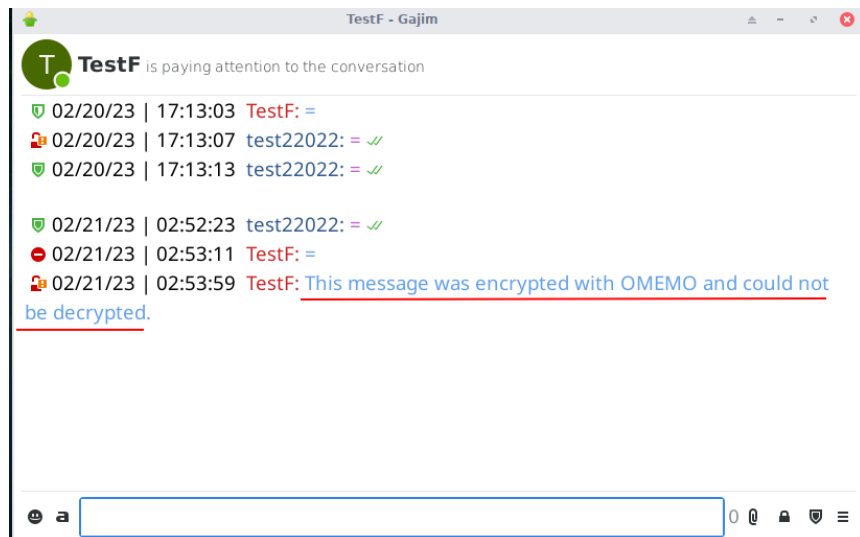 TestF - Gajim
T TestF is paying attention to the conversation
02/20/23 | 17:13:03 TestF: =
02/20/23 | 17:13:07 test22022: =
02/20/23 | 17:13:13 test22022: =
02/21/23 | 02:52:23 test22022: =
02/21/23 | 02:53:11 TestF: =
02/21/23 | 02:53:59 TestF: This message was encrypted with OMEMO and could not
be decrypted.
a 0